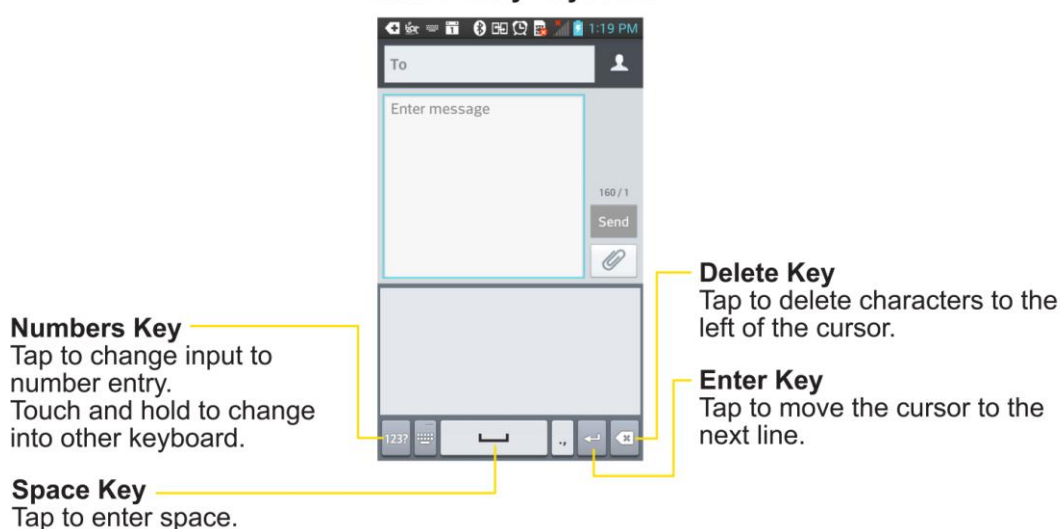 1:19 PM
To
Enter message
160/1
Send
Delete Key
Tap to delete characters to the
left of the cursor.
Numbers Key
Tap to change input to
number entry.
Touch and hold to change
into other keyboard.
Enter Key
Tap to move the cursor to the
next line.
123?
.,
Space Key
Tap to enter space.